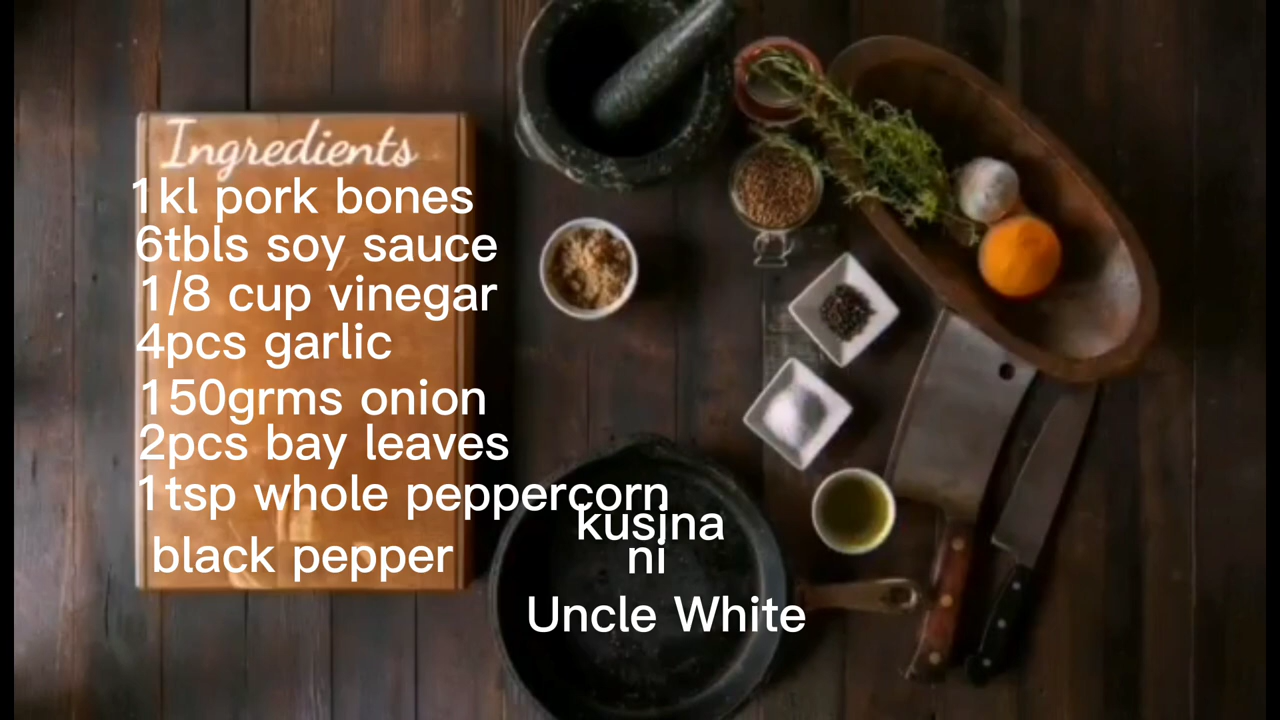 Ingredients
1kl pork bones
6tbls soy sauce
1/8 cup vinegar
4pcs garlic
150grms onion
2pcs bay leaves
1tsp whole peppercorn
black pepper
kusina
ni
Uncle White